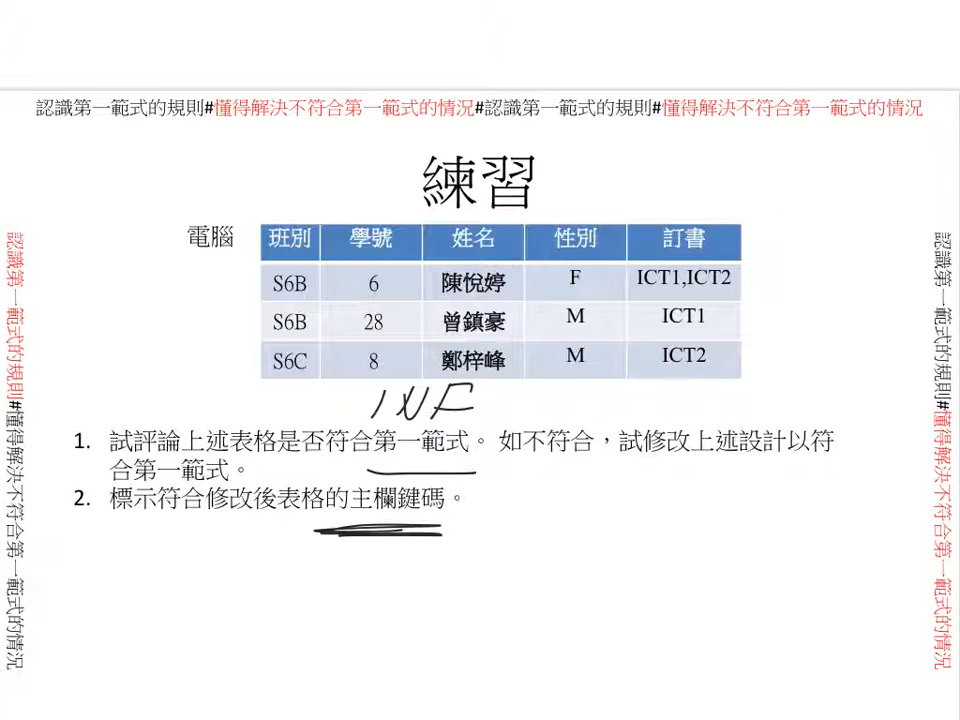 認識第一範式的規則#懂得解決不符合第一範式的情況#認識第一範式的規則#懂得解決不符合第一範式的情況
練習
電腦
班別 學號 姓名 性別 訂書
S6B 6 陳悅婷 F ICT1,ICT2
S6B 28 曾鎮豪 M ICT1
S6C 8 鄭梓峰 M ICT2
1NF
1. 試評論上述表格是否符合第一範式。 如不符合，試修改上述設計以符
合第一範式。
2. 標示符合修改後表格的主欄鍵碼。
認識第一範式的規則#懂得解決不符合第一範式的情況
認識第一範式的規則#懂得解決不符合第一範式的情況